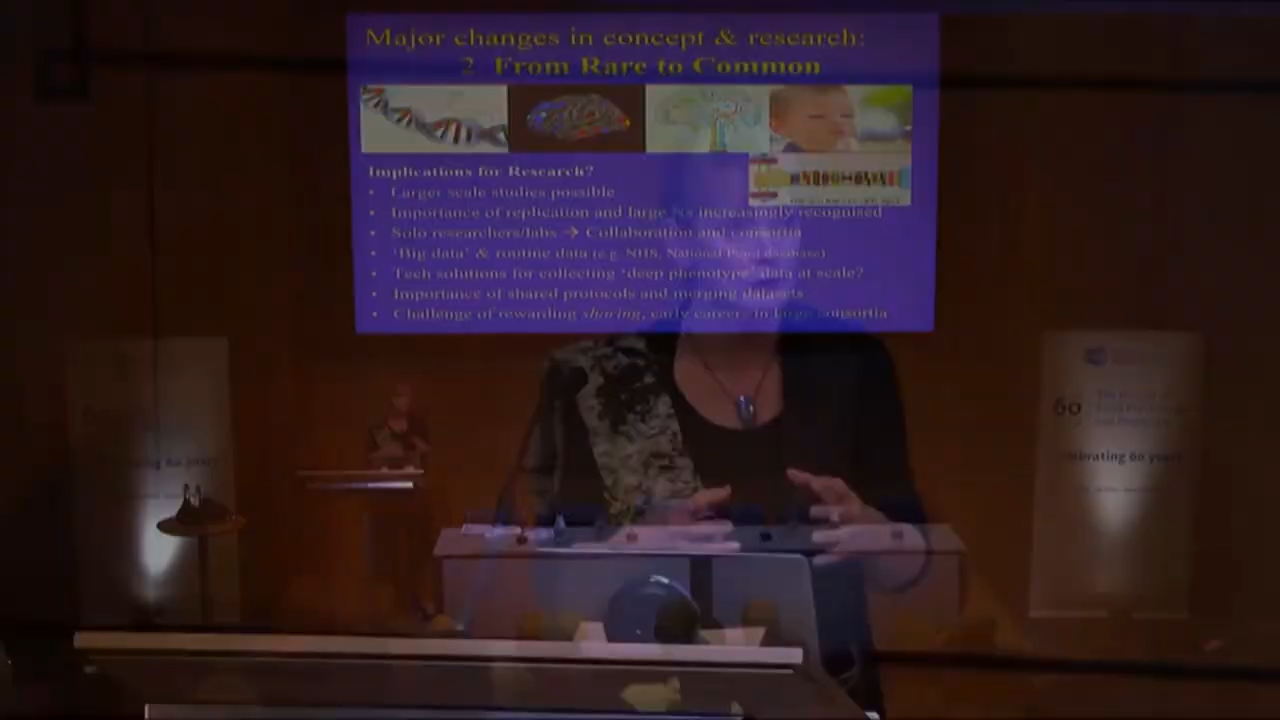 Major changes in concept & research:
2 From Rare to Common
Implications for Research?
• Larger scale studies possible
• Importance of replication and large Ns increasingly recognised
• Solo researchers/labs → Collaboration and consortia
• 'Big data' & routine data (e.g. NHS, National Pupil database)
• Tech solutions for collecting 'deep phenotype' data at scale?
• Importance of shared protocols and merging datasets
• Challenge of rewarding sharing, early career in large consortia
60
brating 60 years